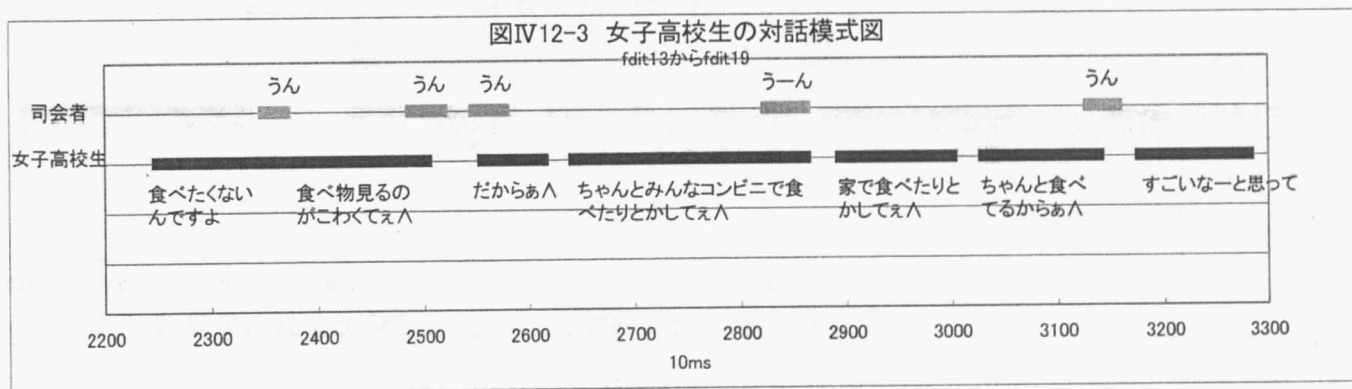 図Ⅳ12-3 女子高校生の対話模式図
fdit13からfdit19
うん
うん
うん
うーん
うん
司会者
女子高校生
食べたくない
んですよ
食べ物見るの
がこわくてぇ∧
だからぁ∧
ちゃんとみんなコンビニで食
べたりとかしてぇ∧
家で食べたりと
かしてぇ∧
ちゃんと食べ
てるからぁ∧
すごいなーと思って
2200
2300
2400
2500
2600
2700
2800
2900
3000
3100
3200
3300
10ms